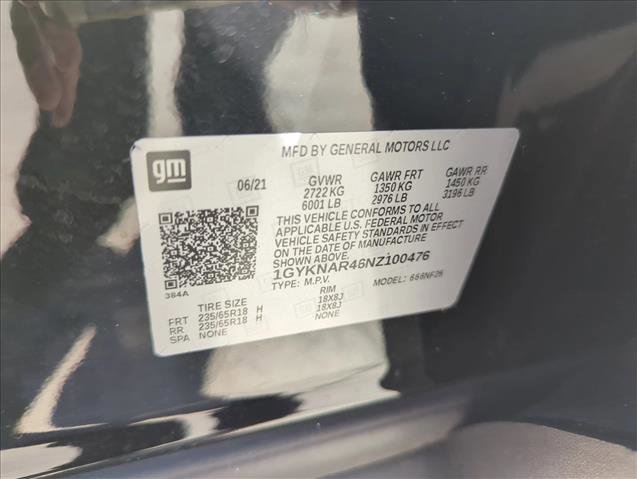 gm
MFD BY GENERAL MOTORS LLC
06/21 GVWR GAWR FRT GAWR RR
2722 KG 1350 KG 1450 KG
6001 LB 2976 LB 3196 LB
THIS VEHICLE CONFORMS TO ALL
APPLICABLE U.S. FEDERAL MOTOR
VEHICLE SAFETY STANDARDS IN EFFECT
ON THE DATE OF MANUFACTURE
SHOWN ABOVE.
1GYKNAR46NZ100476
TYPE: M.P.V. MODEL:
384A
TIRE SIZE RIM
FRT 235/65R18 H 18X8J
RR 235/65R18 H 18X8J
SPA NONE NONE